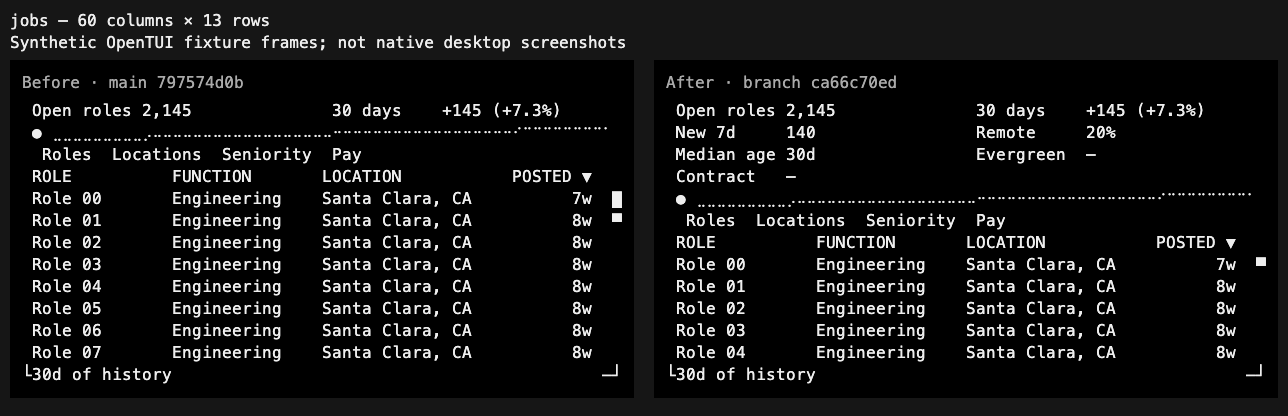 jobs — 60 columns × 13 rows
Synthetic OpenTUI fixture frames; not native desktop screenshots
Before · main 797574d0b
Open roles 2,145 30 days +145 (+7.3%)
Roles Locations Seniority Pay
ROLE FUNCTION LOCATION POSTED ▼
Role 00 Engineering Santa Clara, CA 7w
Role 01 Engineering Santa Clara, CA 8w
Role 02 Engineering Santa Clara, CA 8w
Role 03 Engineering Santa Clara, CA 8w
Role 04 Engineering Santa Clara, CA 8w
Role 05 Engineering Santa Clara, CA 8w
Role 06 Engineering Santa Clara, CA 8w
Role 07 Engineering Santa Clara, CA 8w
└30d of history ─┘
After · branch ca66c70ed
Open roles 2,145 30 days +145 (+7.3%)
New 7d 140 Remote 20%
Median age 30d Evergreen —
Contract —
Roles Locations Seniority Pay
ROLE FUNCTION LOCATION POSTED ▼
Role 00 Engineering Santa Clara, CA 7w
Role 01 Engineering Santa Clara, CA 8w
Role 02 Engineering Santa Clara, CA 8w
Role 03 Engineering Santa Clara, CA 8w
Role 04 Engineering Santa Clara, CA 8w
└30d of history ─┘